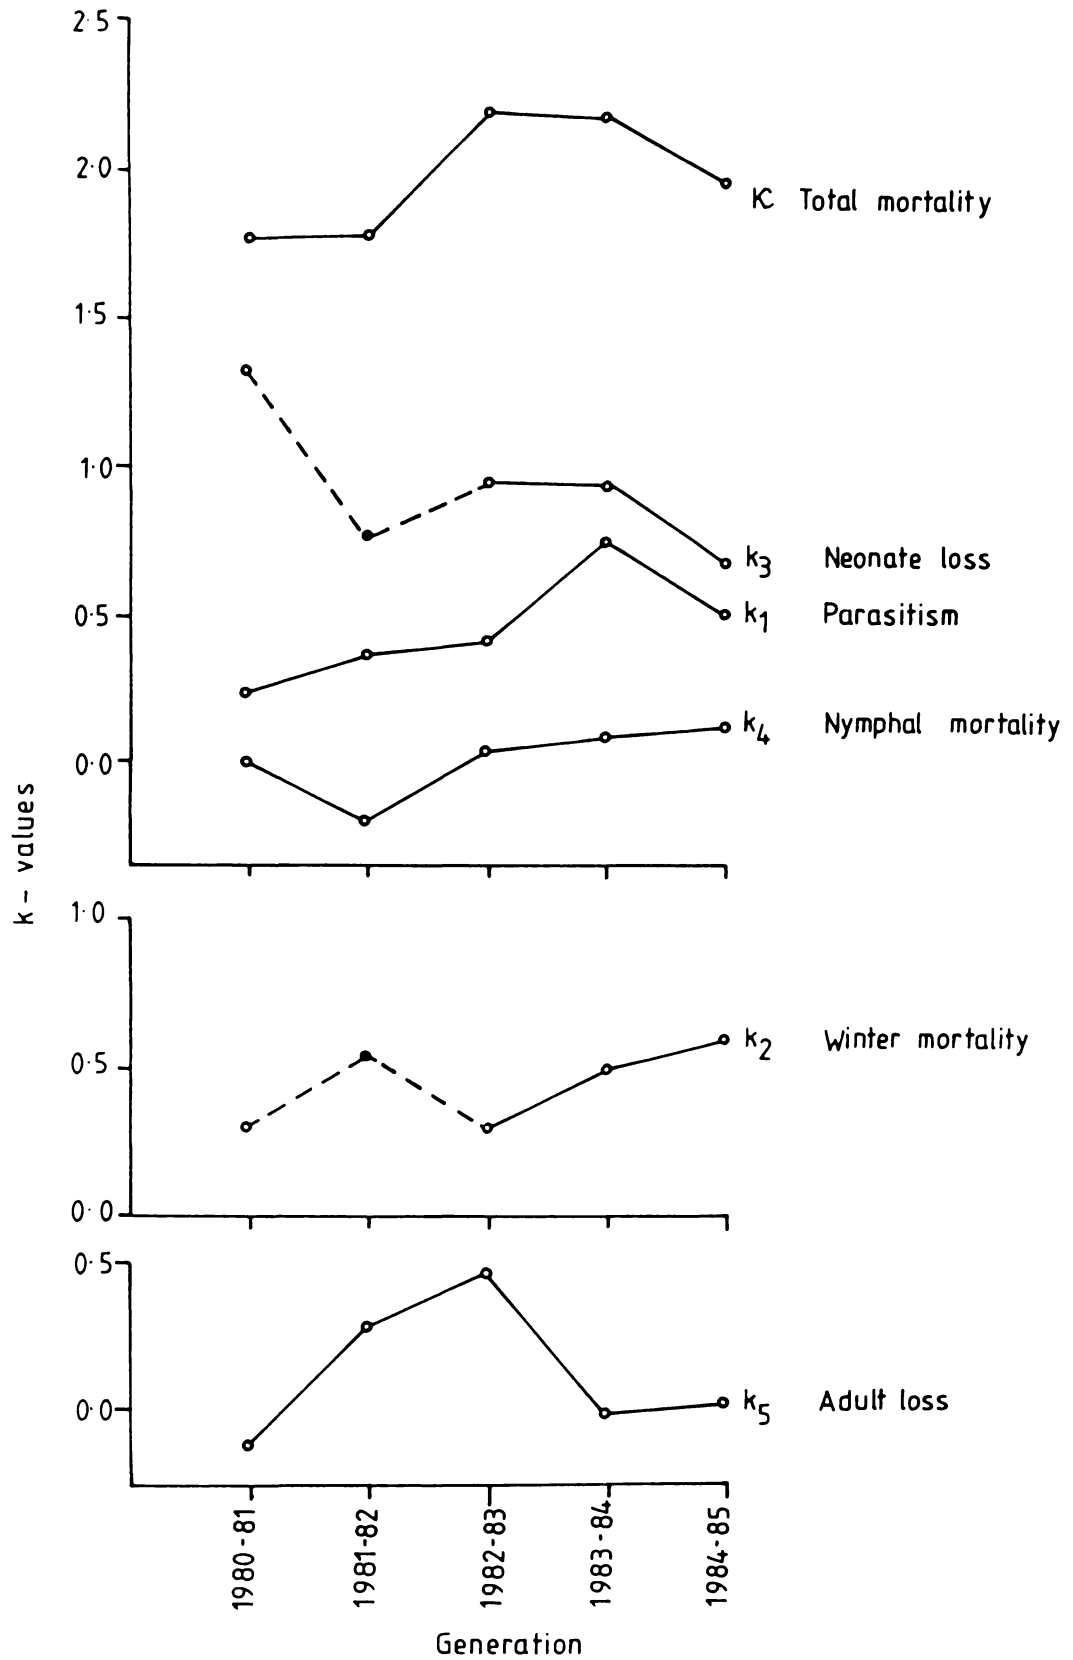 2·5
2·0
K Total mortality
1·5
1·0
k3 Neonate loss
0·5
k1 Parasitism
k4 Nymphal mortality
0·0
k- values
1·0
0·5
k2 Winter mortality
0·0
0·5
0·0
k5 Adult loss
1980-81
1981-82
1982-83
1983-84
1984-85
Generation